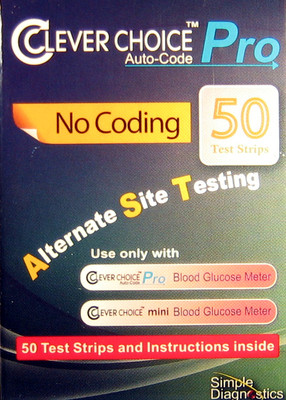 CLEVER CHOICE™ Pro
Auto-Code
No Coding
50
Test Strips
Alternate Site Testing
Use only with
CLEVER CHOICE Pro Blood Glucose Meter
Auto-Code
CLEVER CHOICE mini Blood Glucose Meter
50 Test Strips and Instructions inside
Simple
Diagnostics